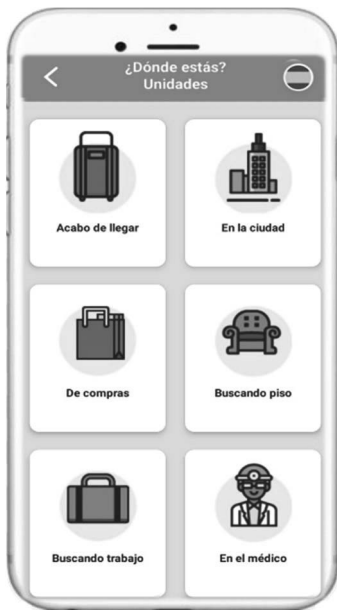 ¿Dónde estás?
Unidades
Acabo de llegar
En la ciudad
De compras
Buscando piso
Buscando trabajo
En el médico